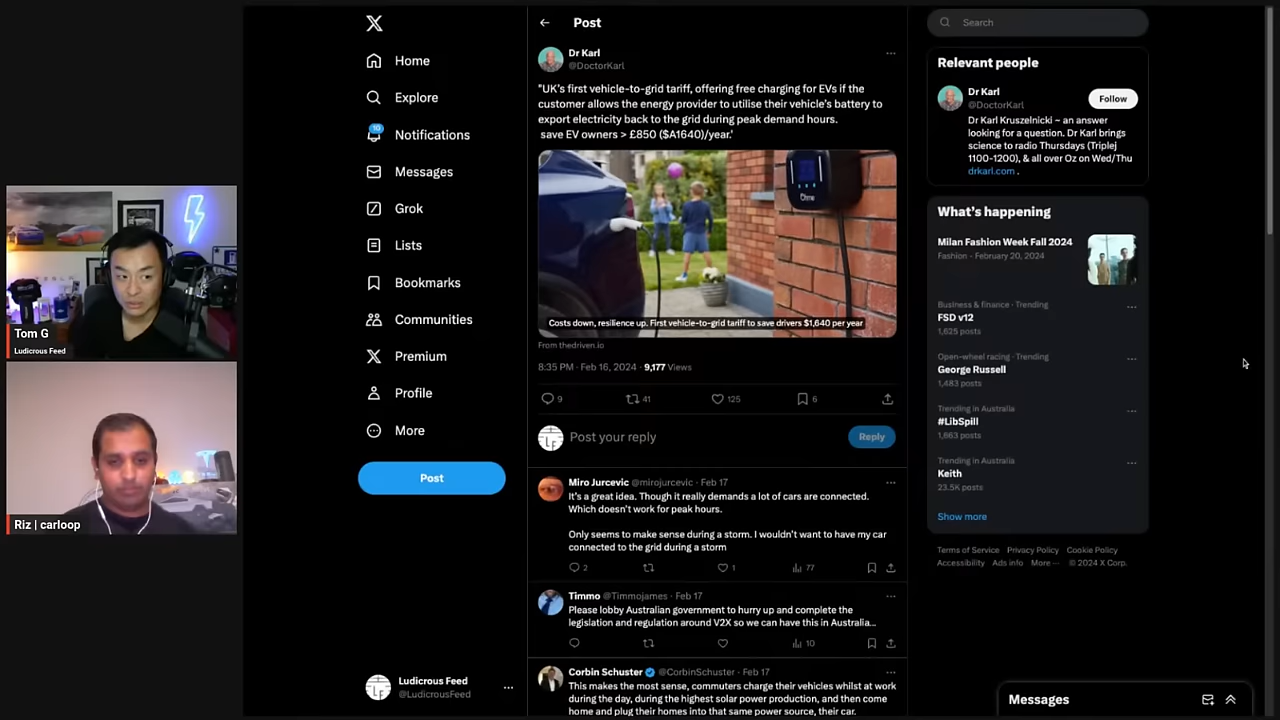 Tom G
Ludicrous Feed
Riz | carloop
X
Home
Explore
10
Notifications
Messages
Grok
Lists
Bookmarks
Communities
Premium
Profile
More
Post
Ludicrous Feed
@LudicrousFeed
Post
Dr Karl
@DoctorKarl
"UK's first vehicle-to-grid tariff, offering free charging for EVs if the
customer allows the energy provider to utilise their vehicle's battery to
export electricity back to the grid during peak demand hours.
save EV owners > £850 ($A1640)/year.'
Ohme
Costs down, resilience up. First vehicle-to-grid tariff to save drivers $1,640 per year
From thedriven.io
8:35 PM · Feb 16, 2024 · 9,177 Views
9
41
125
6
Post your reply
Reply
Miro Jurcevic @mirojurcevic · Feb 17
It's a great idea. Though it really demands a lot of cars are connected.
Which doesn't work for peak hours.
Only seems to make sense during a storm. I wouldn't want to have my car
connected to the grid during a storm
2
1
77
Timmo @Timmojames · Feb 17
Please lobby Australian government to hurry up and complete the
legislation and regulation around V2X so we can have this in Australia...
10
Corbin Schuster @CorbinSchuster · Feb 17
This makes the most sense, commuters charge their vehicles whilst at work
during the day, during the highest solar power production, and then come
home and plug their homes into that same power source, their car.
Search
Relevant people
Dr Karl
@DoctorKarl
Follow
Dr Karl Kruszelnicki ~ an answer
looking for a question. Dr Karl brings
science to radio Thursdays (Triplej
1100-1200), & all over Oz on Wed/Thu
drkarl.com .
What's happening
Milan Fashion Week Fall 2024
Fashion · February 20, 2024
Business & finance · Trending
FSD v12
1,625 posts
Open-wheel racing · Trending
George Russell
1,483 posts
Trending in Australia
#LibSpill
1,663 posts
Trending in Australia
Keith
23.5K posts
Show more
Terms of Service Privacy Policy Cookie Policy
Accessibility Ads info More ··· © 2024 X Corp.
Messages